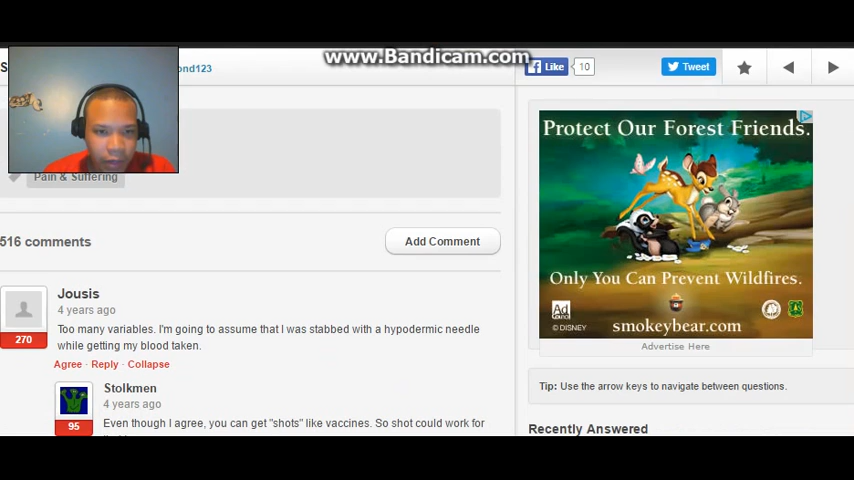 www.Bandicam.com
S
ond123
Like
10
Tweet
Pain & Suffering
516 comments
Add Comment
Jousis
4 years ago
270
Too many variables. I'm going to assume that I was stabbed with a hypodermic needle
while getting my blood taken.
Agree · Reply · Collapse
Stolkmen
4 years ago
95
Even though I agree, you can get "shots" like vaccines. So shot could work for
Protect Our Forest Friends.
Only You Can Prevent Wildfires.
Ad
© DISNEY
smokeybear.com
Advertise Here
Tip: Use the arrow keys to navigate between questions.
Recently Answered